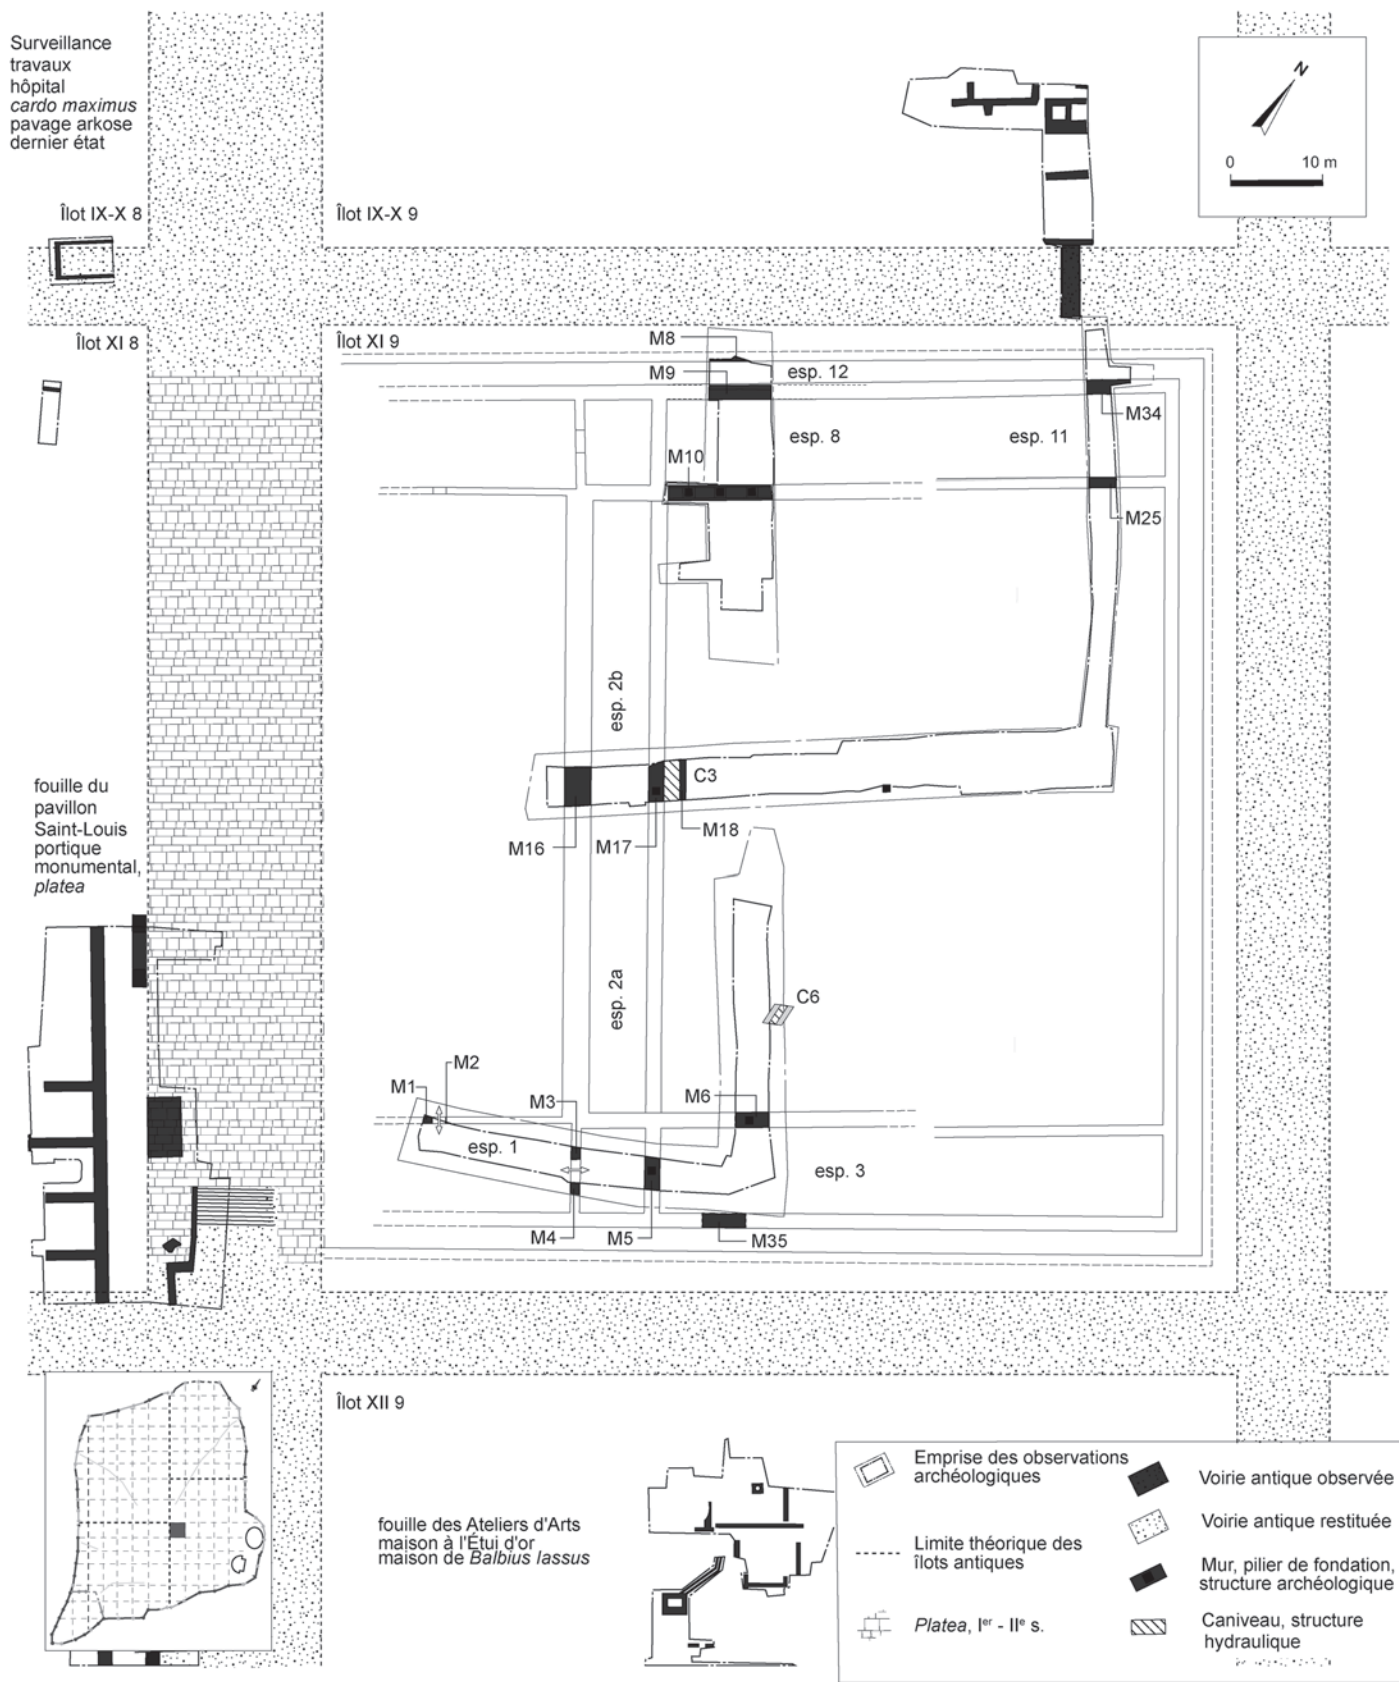 Surveillance
travaux
hôpital
cardo maximus
pavage arkose
dernier état
N
0 10 m
Îlot IX-X 8
Îlot IX-X 9
Îlot XI 8
Îlot XI 9
M8
esp. 12
M9
M34
esp. 8
esp. 11
M10
M25
esp. 2b
C3
M18
M16
M17
fouille du
pavillon
Saint-Louis
portique
monumental,
platea
esp. 2a
C6
M1
M2
M3
M6
esp. 1
esp. 3
M4
M5
M35
Îlot XII 9
fouille des Ateliers d'Arts
maison à l'Étui d'or
maison de Balbius Iassus
Emprise des observations
archéologiques
Limite théorique des
îlots antiques
Platea, Ier - IIe s.
Voirie antique observée
Voirie antique restituée
Mur, pilier de fondation,
structure archéologique
Caniveau, structure
hydraulique